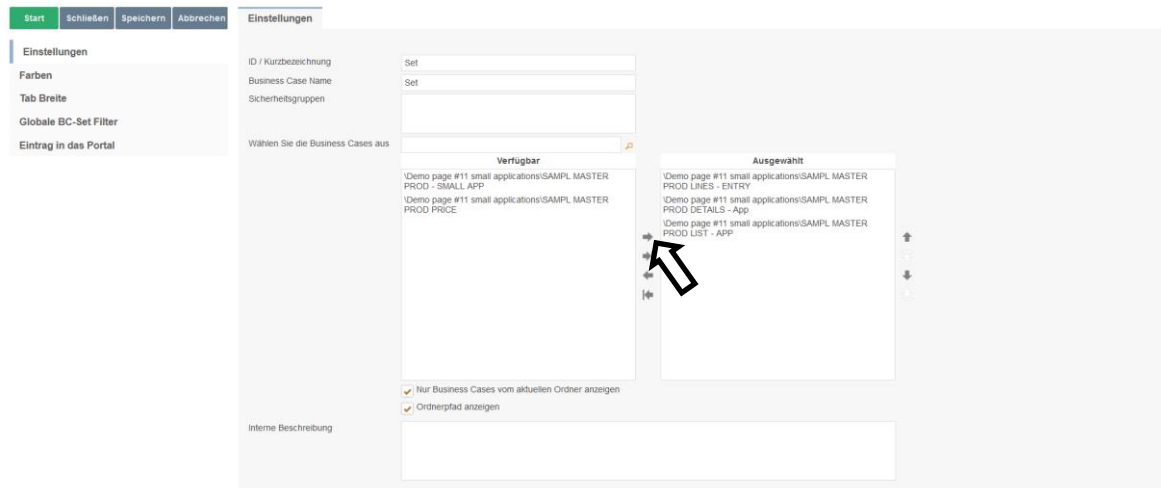 Start Schließen Speichern Abbrechen Einstellungen
Einstellungen
Farben
Tab Breite
Globale BC-Set Filter
Eintrag in das Portal
ID / Kurzbezeichnung Set
Business Case Name Set
Sicherheitsgruppen
Wählen Sie die Business Cases aus
Verfügbar
\Demo page #11 small applications\SAMPL MASTER
PROD - SMALL APP
\Demo page #11 small applications\SAMPL MASTER
PROD PRICE
Ausgewählt
\Demo page #11 small applications\SAMPL MASTER
PROD LINES - ENTRY
\Demo page #11 small applications\SAMPL MASTER
PROD DETAILS - App
\Demo page #11 small applications\SAMPL MASTER
PROD LIST - APP
Nur Business Cases vom aktuellen Ordner anzeigen
Ordnerpfad anzeigen
Interne Beschreibung